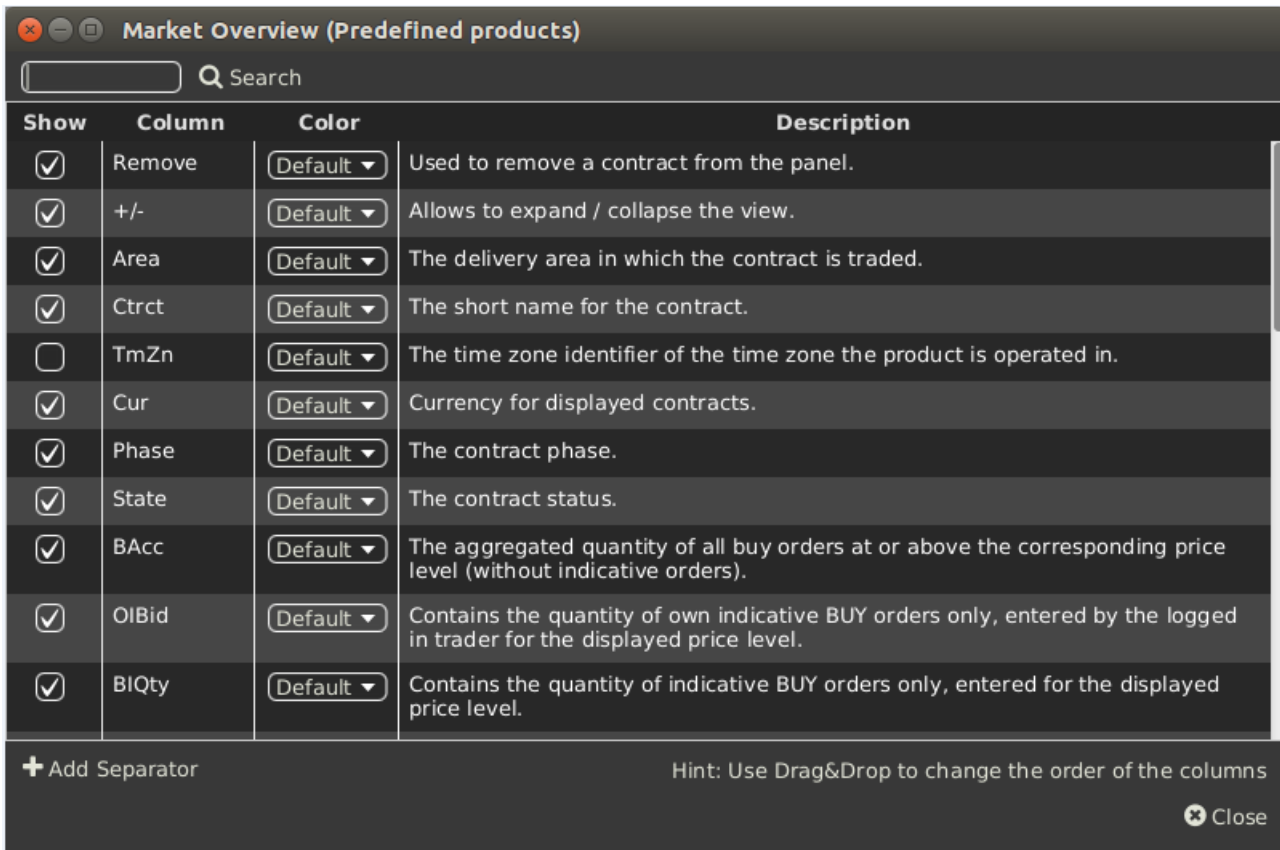 Market Overview (Predefined products)
Search
Show Column Color Description
Remove Default Used to remove a contract from the panel.
+/- Default Allows to expand / collapse the view.
Area Default The delivery area in which the contract is traded.
Ctrct Default The short name for the contract.
TmZn Default The time zone identifier of the time zone the product is operated in.
Cur Default Currency for displayed contracts.
Phase Default The contract phase.
State Default The contract status.
BAcc Default The aggregated quantity of all buy orders at or above the corresponding price
level (without indicative orders).
OIBid Default Contains the quantity of own indicative BUY orders only, entered by the logged
in trader for the displayed price level.
BIQty Default Contains the quantity of indicative BUY orders only, entered for the displayed
price level.
Add Separator Hint: Use Drag&Drop to change the order of the columns
Close